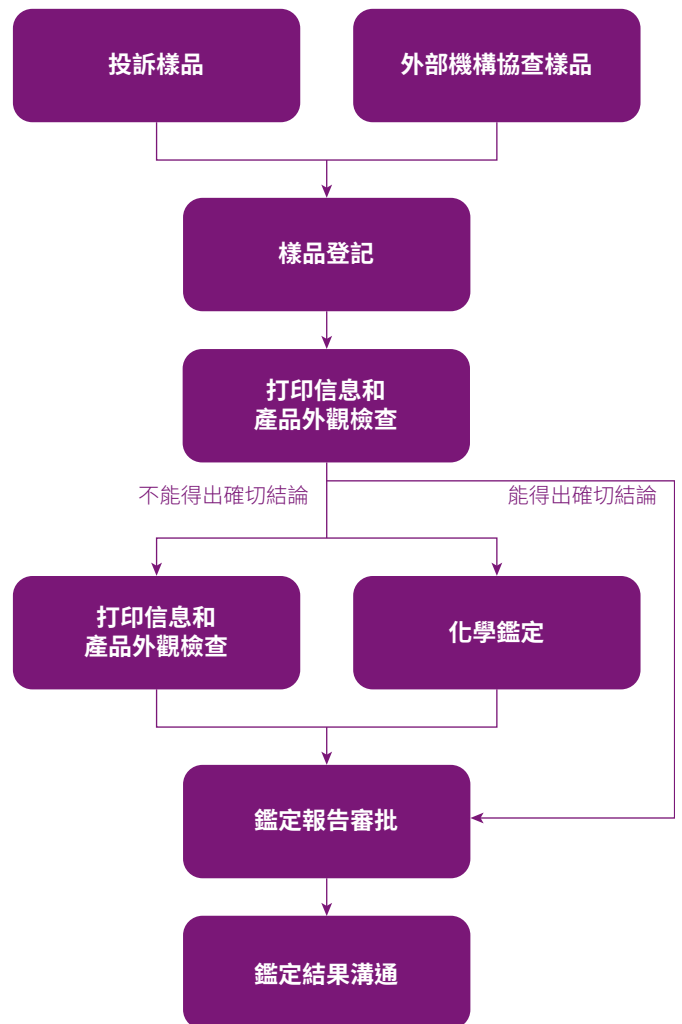 投訴樣品
外部機構協查樣品
樣品登記
打印信息和
產品外觀檢查
不能得出確切結論
能得出確切結論
打印信息和
產品外觀檢查
化學鑑定
鑑定報告審批
鑑定結果溝通